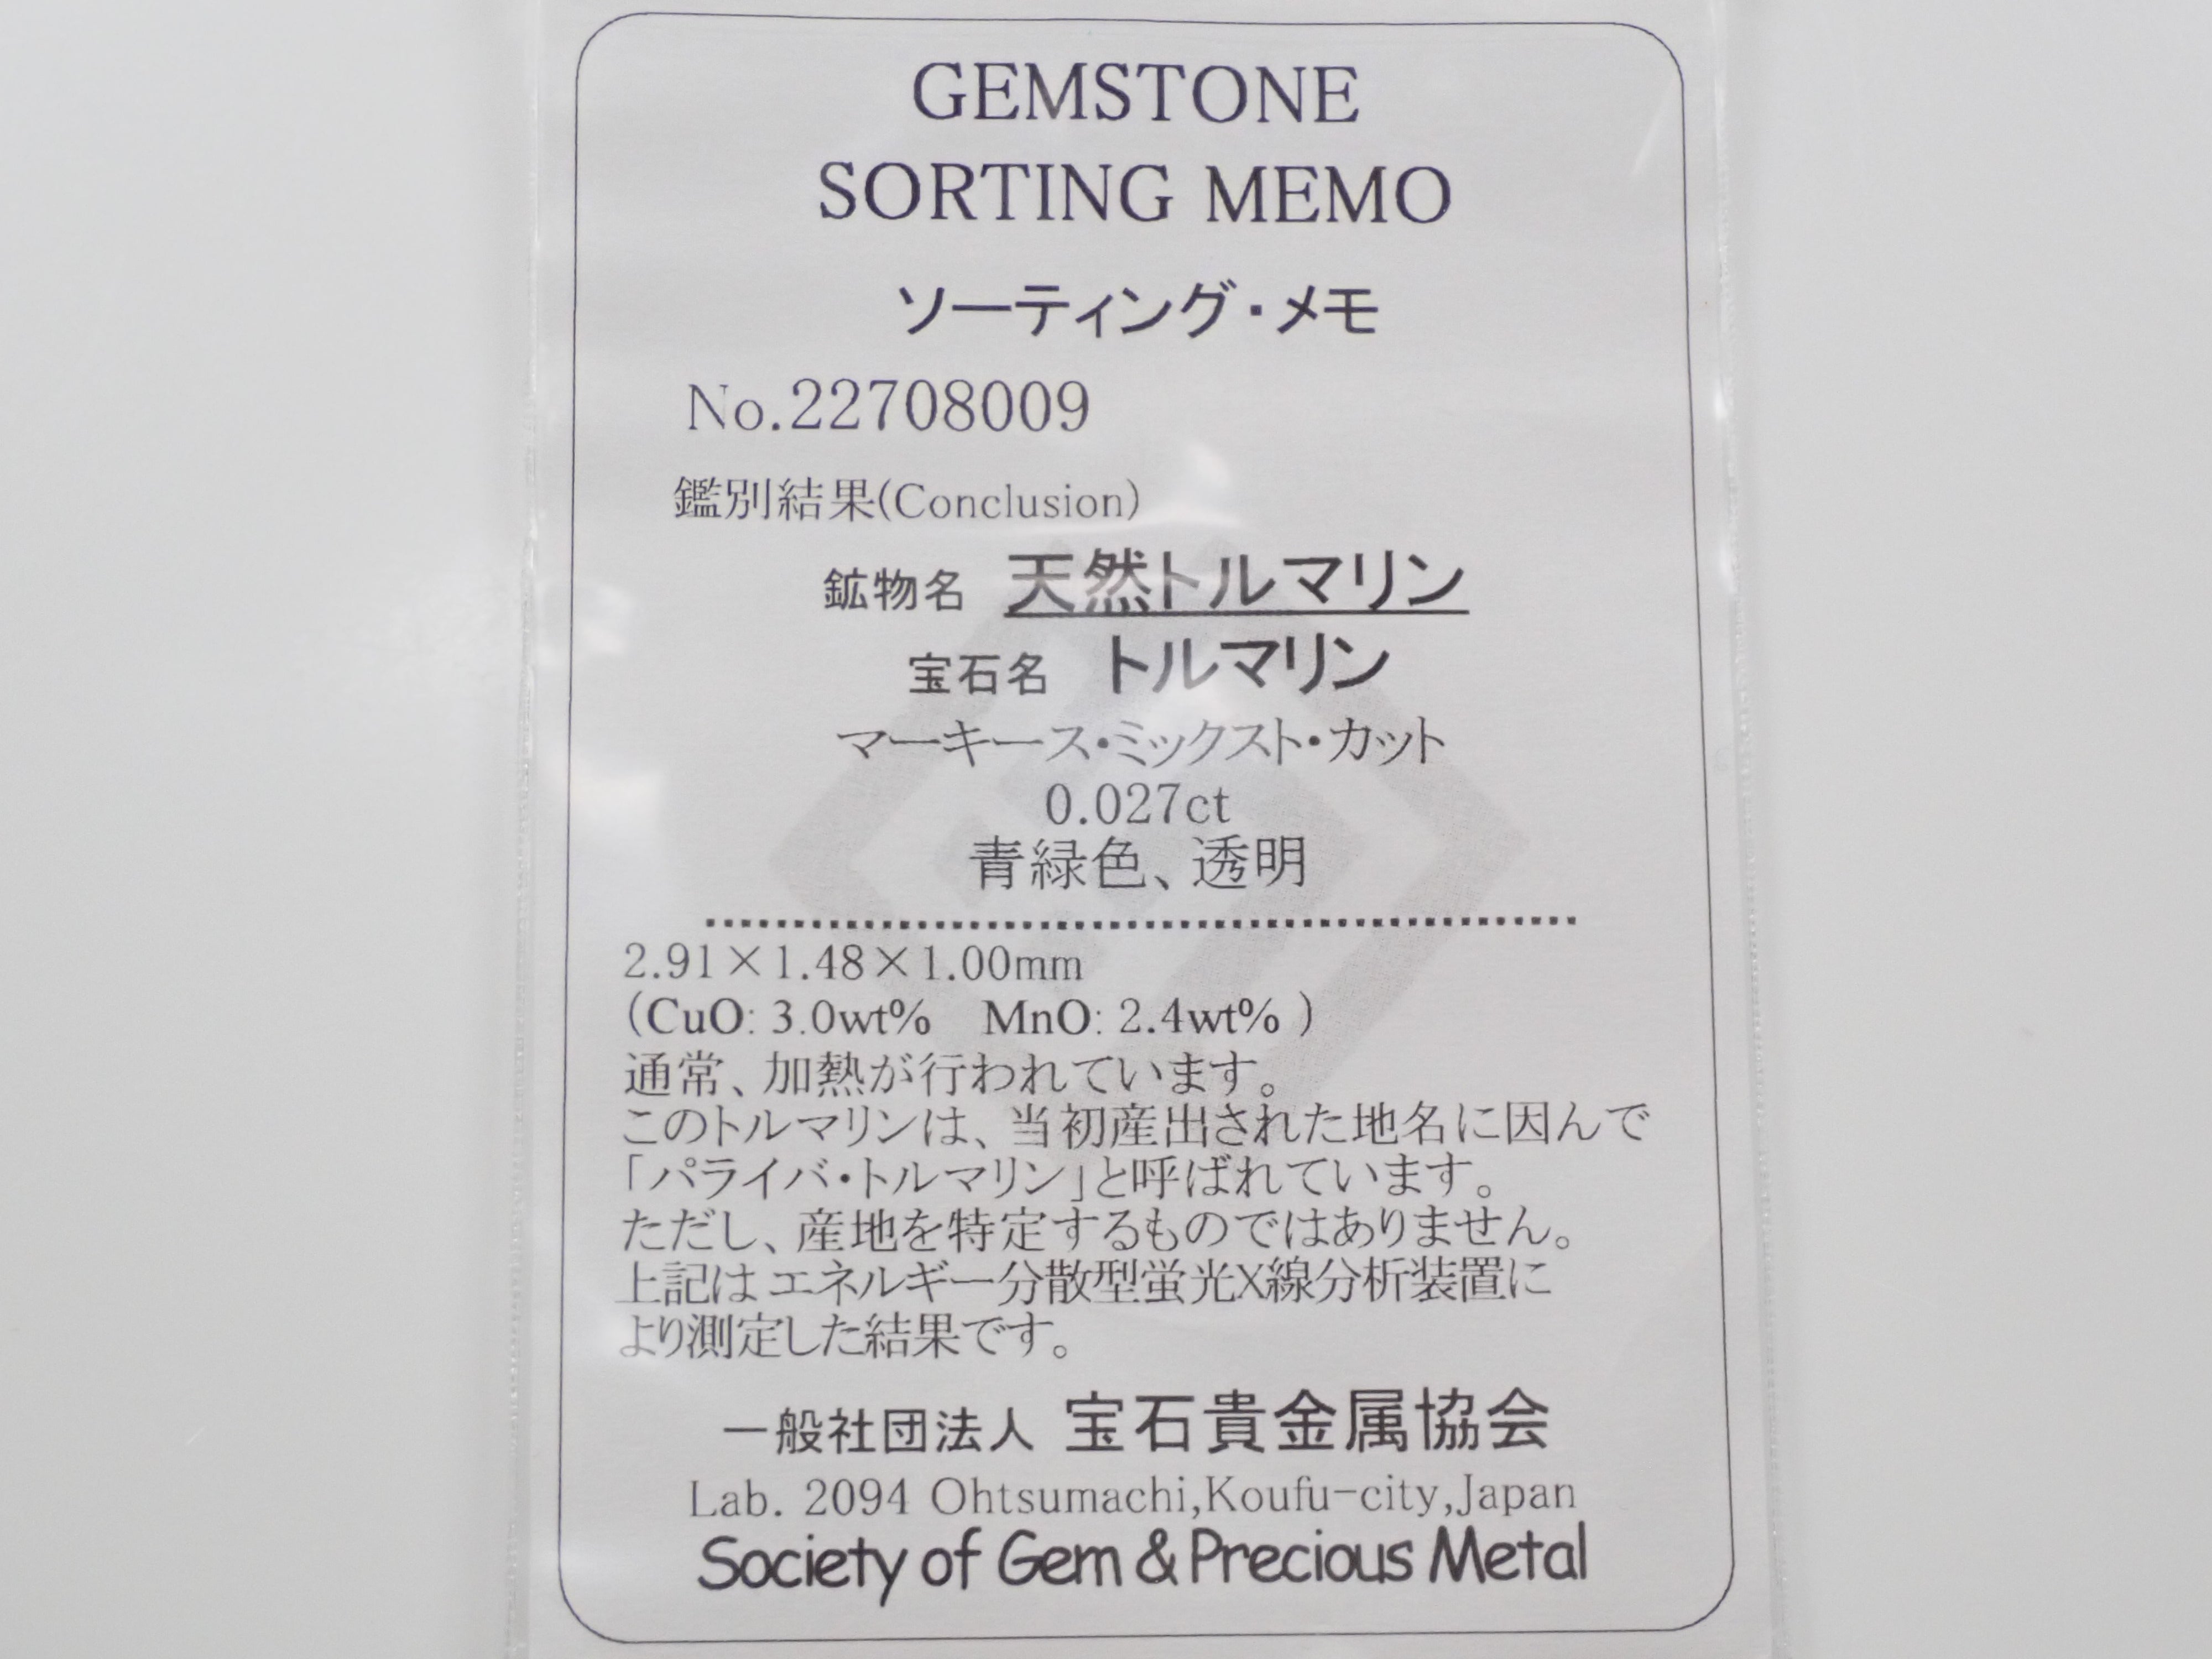 GEMSTONE
SORTING MEMO
ソーティング・メモ
No.22708009
鑑別結果(Conclusion)
鉱物名 天然トルマリン
宝石名 トルマリン
マーキース・ミックスト・カット
0.027ct
青緑色、透明
2.91×1.48×1.00mm
(CuO: 3.0wt% MnO: 2.4wt% )
通常、加熱が行われています。
このトルマリンは、当初産出された地名に因んで
「パライバ・トルマリン」と呼ばれています。
ただし、産地を特定するものではありません。
上記はエネルギー分散型蛍光X線分析装置に
より測定した結果です。
一般社団法人 宝石貴金属協会
Lab. 2094 Ohtsumachi,Koufu-city,Japan
Society of Gem & Precious Metal